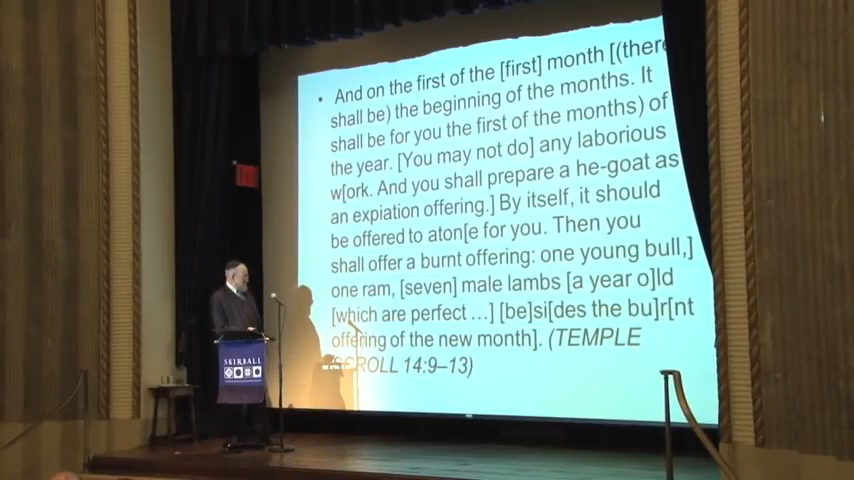 • And on the first of the [first] month [(there
shall be) the beginning of the months. It
shall be for you the first of the months) of
the year. [You may not do] any laborious
w[ork. And you shall prepare a he-goat as
an expiation offering.] By itself, it should
be offered to aton[e for you. Then you
shall offer a burnt offering: one young bull,]
one ram, [seven] male lambs [a year o]ld
[which are perfect …] [be]si[des the bu]r[nt
offering of the new month]. (TEMPLE
SCROLL 14:9–13)
SKIRBALL